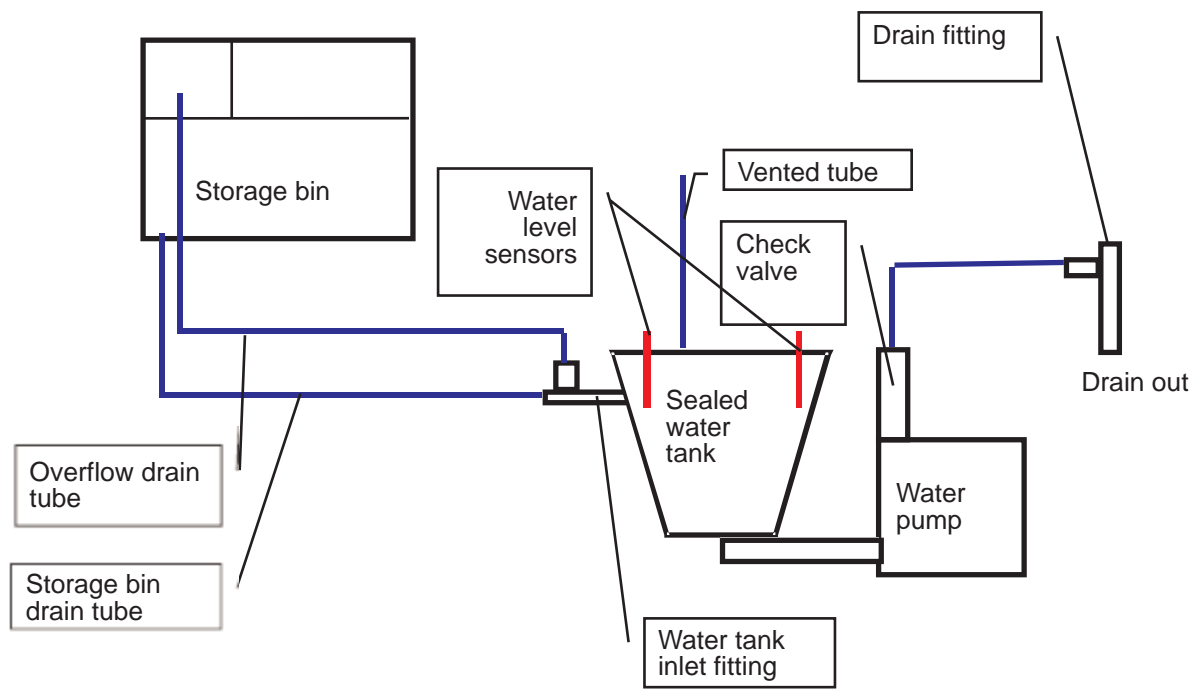 Drain fitting
Storage bin
Water
level
sensors
Vented tube
Check
valve
Drain out
Sealed
water
tank
Overflow drain
tube
Water
pump
Storage bin
drain tube
Water tank
inlet fitting